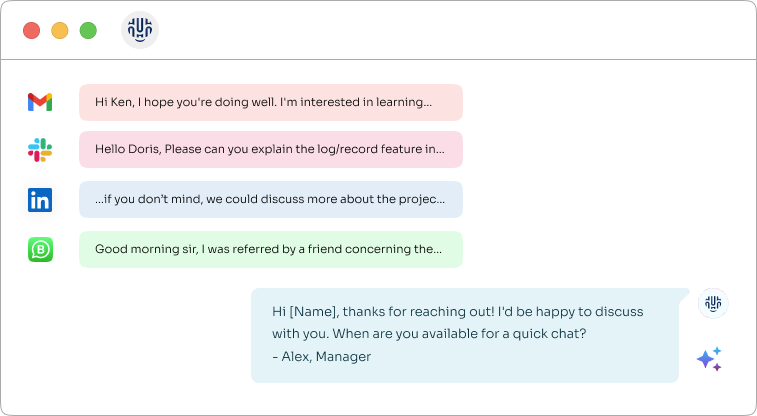 Hi Ken, I hope you're doing well. I'm interested in learning...
Hello Doris, Please can you explain the log/record feature in...
in
...if you don't mind, we could discuss more about the projec...
B
Good morning sir, I was referred by a friend concerning the...
Hi [Name], thanks for reaching out! I'd be happy to discuss
with you. When are you available for a quick chat?
- Alex, Manager